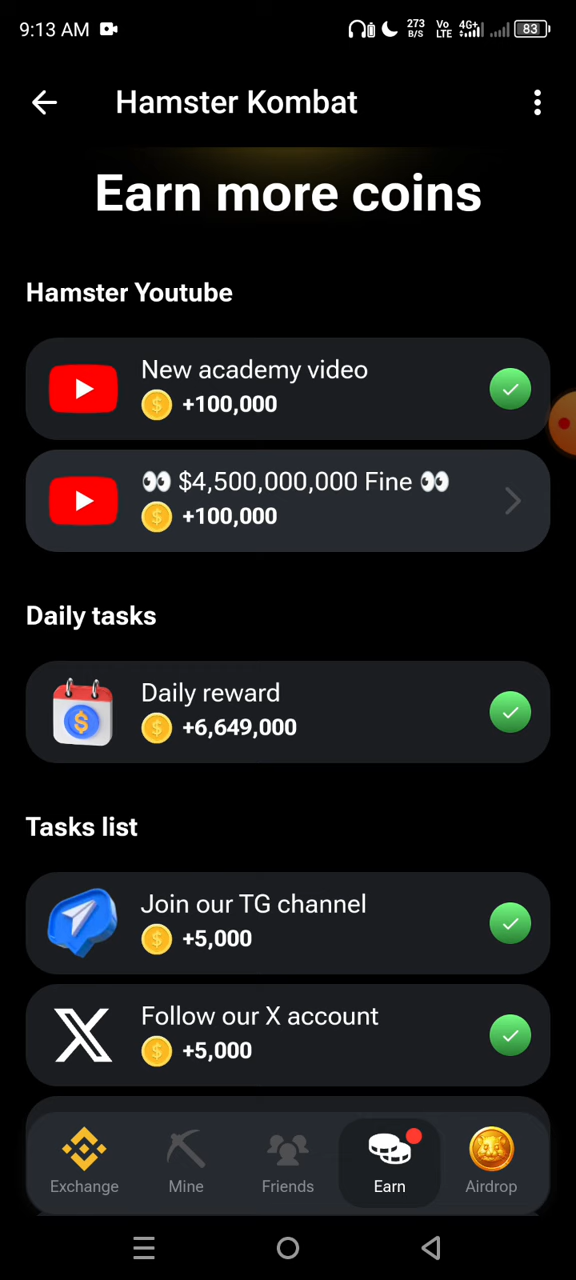 9:13 AM
273 B/S Vo LTE 4G+ 83
Hamster Kombat
Earn more coins
Hamster Youtube
New academy video
+100,000
👀 $4,500,000,000 Fine 👀
+100,000
Daily tasks
Daily reward
+6,649,000
Tasks list
Join our TG channel
+5,000
Follow our X account
+5,000
Exchange Mine Friends Earn Airdrop